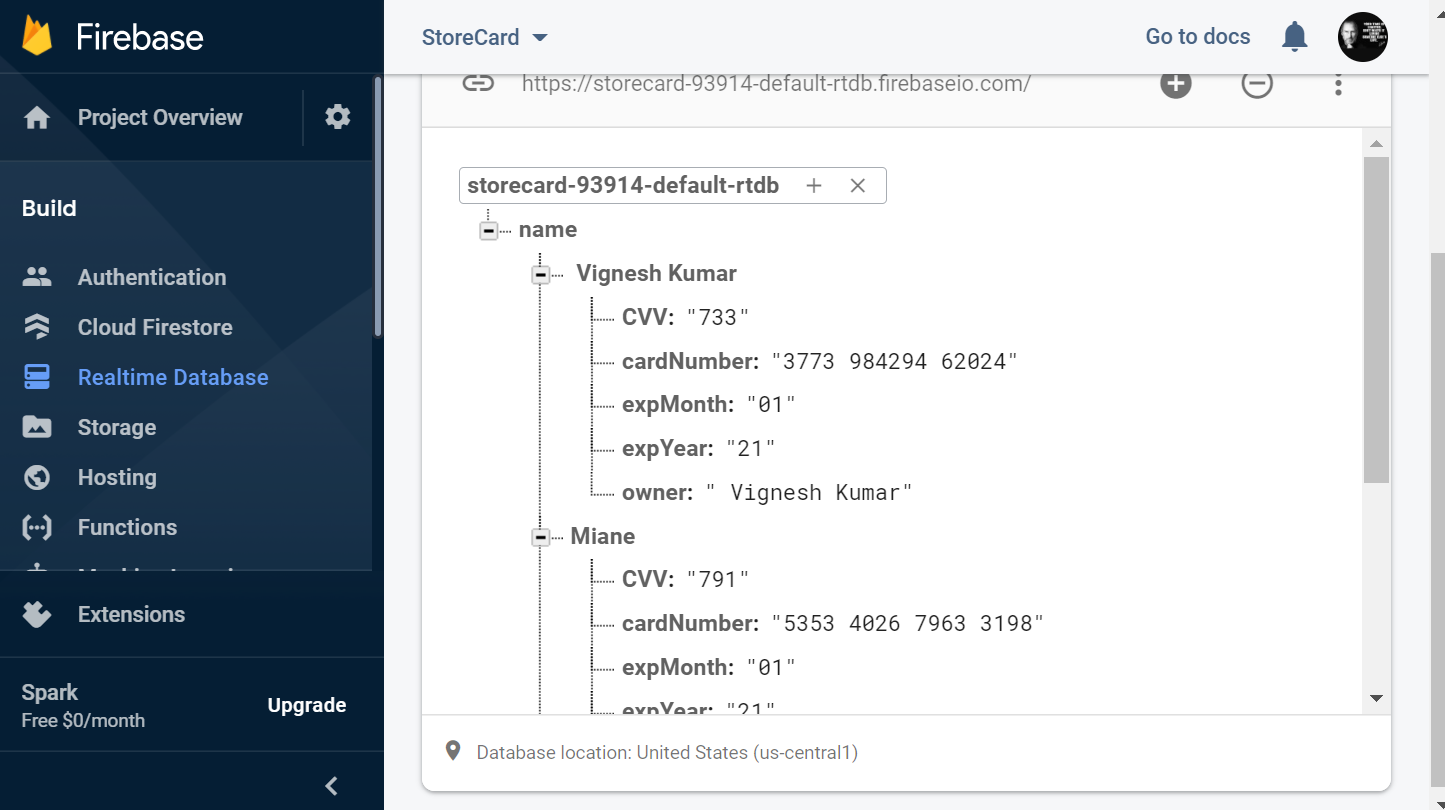 Firebase
StoreCard
Go to docs
Project Overview
https://storecard-93914-default-rtdb.firebaseio.com/
Build
Authentication
Cloud Firestore
Realtime Database
Storage
Hosting
Functions
Extensions
Spark
Free $0/month
Upgrade
storecard-93914-default-rtdb
name
Vignesh Kumar
CVV: "733"
cardNumber: "3773 984294 62024"
expMonth: "01"
expYear: "21"
owner: " Vignesh Kumar"
Miane
CVV: "791"
cardNumber: "5353 4026 7963 3198"
expMonth: "01"
expYear: "21"
Database location: United States (us-central1)